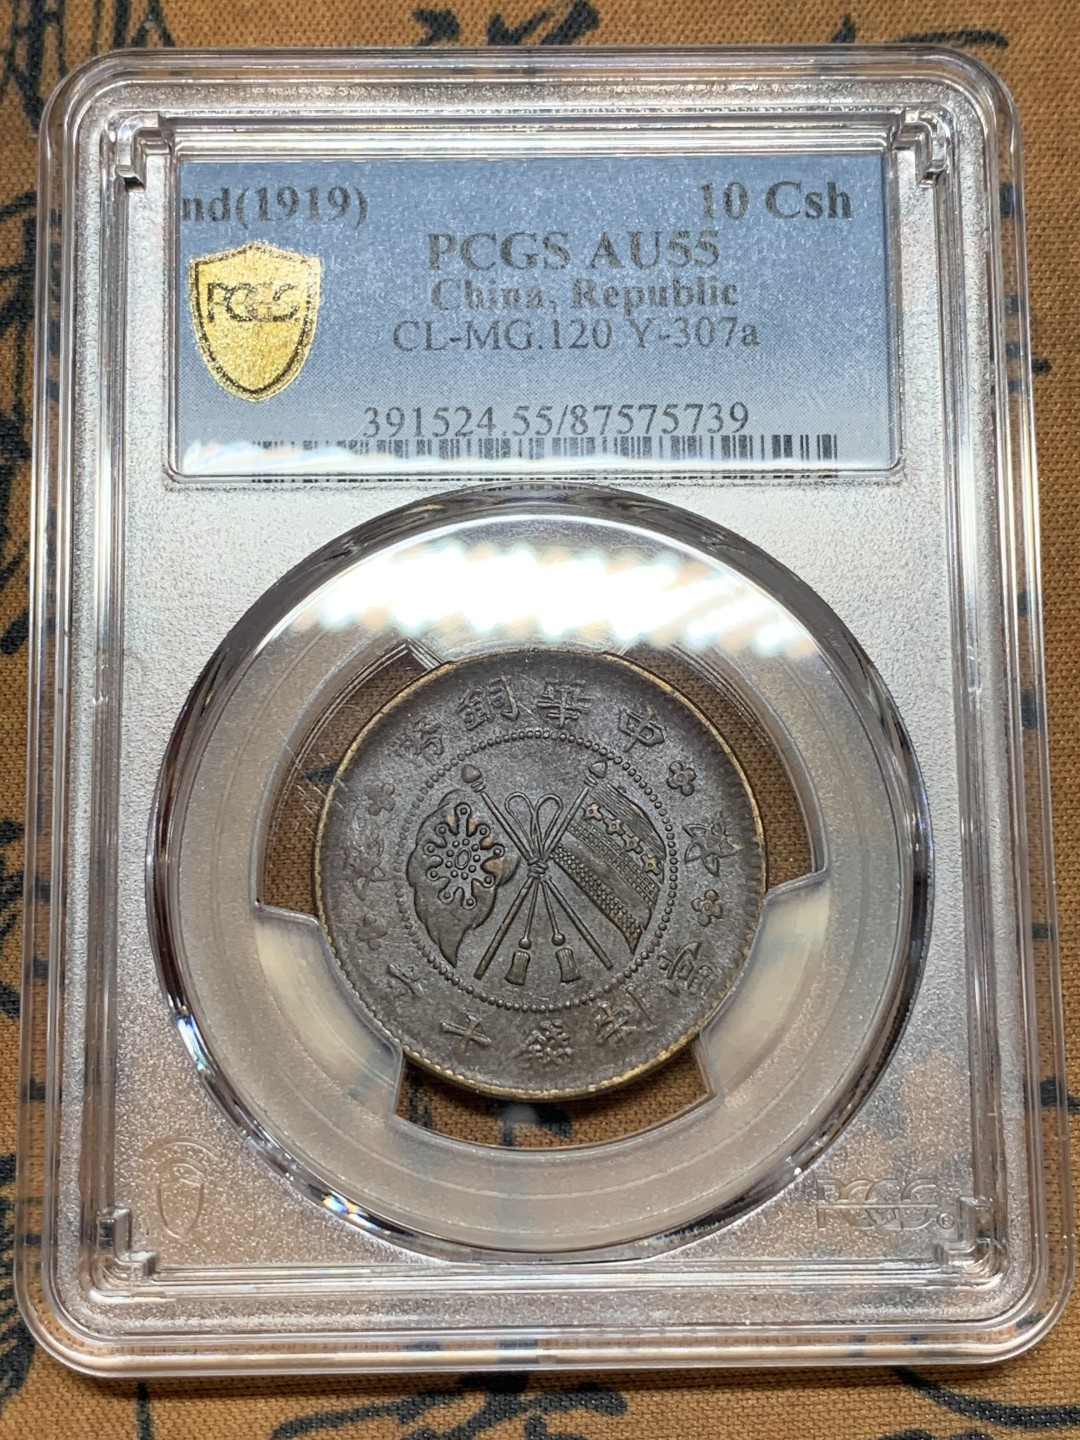 nd(1919) 10 Csh
PCGS AU55
China, Republic
CL-MG.120 Y-307a
PCGS
391524.55/87575739
中華銅幣
當制錢十文
PCGS®